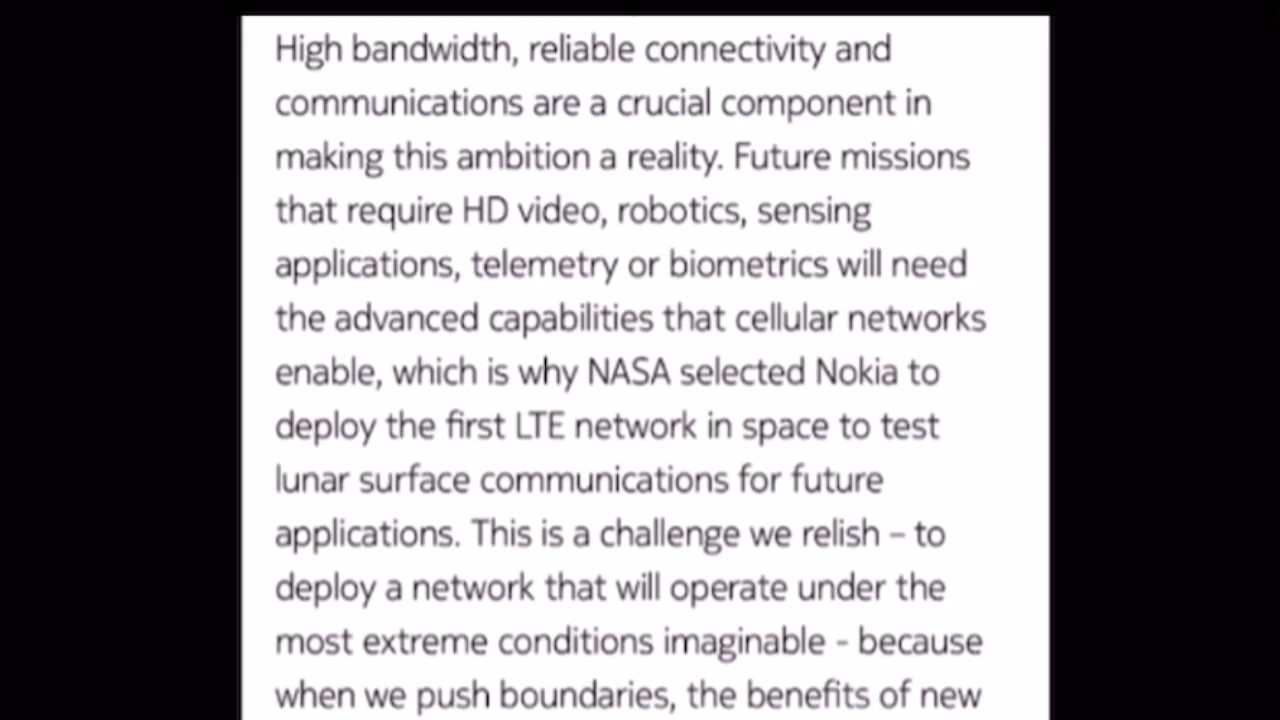 High bandwidth, reliable connectivity and
communications are a crucial component in
making this ambition a reality. Future missions
that require HD video, robotics, sensing
applications, telemetry or biometrics will need
the advanced capabilities that cellular networks
enable, which is why NASA selected Nokia to
deploy the first LTE network in space to test
lunar surface communications for future
applications. This is a challenge we relish – to
deploy a network that will operate under the
most extreme conditions imaginable - because
when we push boundaries, the benefits of new